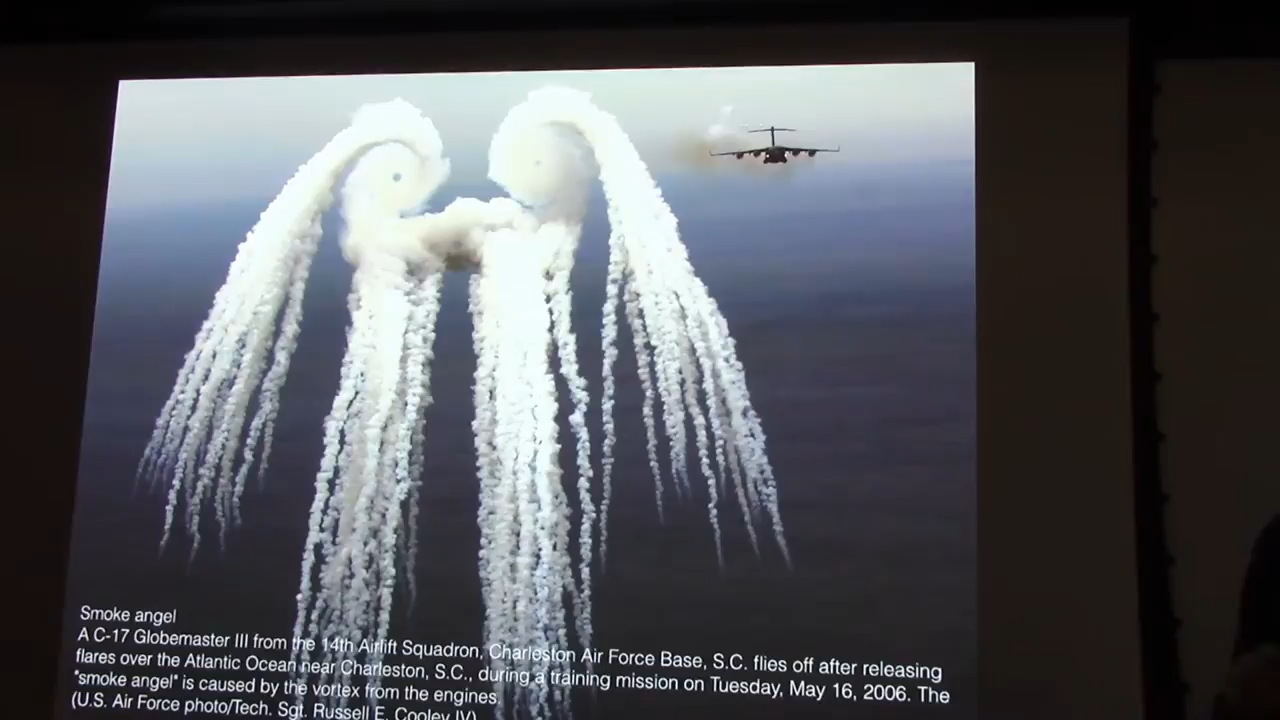 Smoke angel
A C-17 Globemaster III from the 14th Airlift Squadron, Charleston Air Force Base, S.C. flies off after releasing
flares over the Atlantic Ocean near Charleston, S.C., during a training mission on Tuesday, May 16, 2006. The
"smoke angel" is caused by the vortex from the engines.
(U.S. Air Force photo/Tech. Sgt. Russell E. Cooley IV)